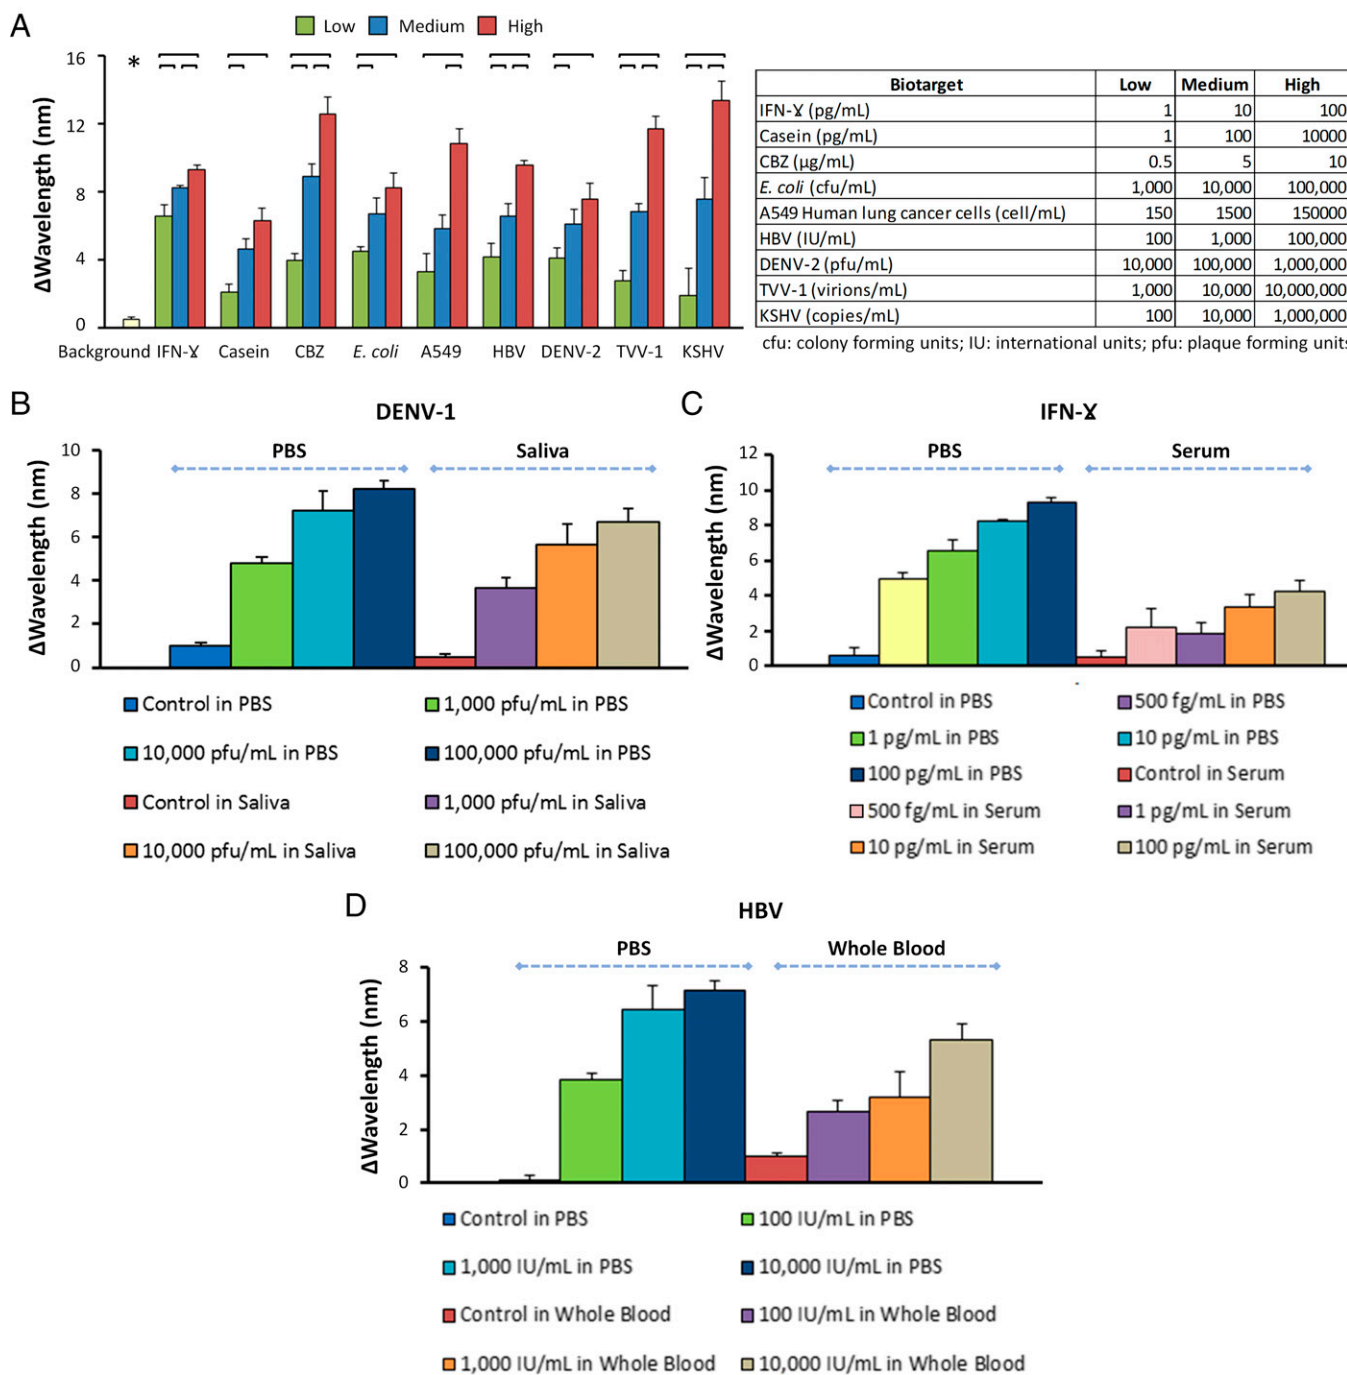 A
Low Medium High
16
12
8
4
0
ΔWavelength (nm)
*
Background IFN-Ɣ Casein CBZ E. coli A549 HBV DENV-2 TVV-1 KSHV
Biotarget Low Medium High
IFN-Ɣ (pg/mL) 1 10 100
Casein (pg/mL) 1 100 10000
CBZ (µg/mL) 0.5 5 10
E. coli (cfu/mL) 1,000 10,000 100,000
A549 Human lung cancer cells (cell/mL) 150 1500 150000
HBV (IU/mL) 100 1,000 100,000
DENV-2 (pfu/mL) 10,000 100,000 1,000,000
TVV-1 (virions/mL) 1,000 10,000 10,000,000
KSHV (copies/mL) 100 10,000 1,000,000
cfu: colony forming units; IU: international units; pfu: plaque forming units
B
DENV-1
PBS Saliva
10
8
6
4
2
0
ΔWavelength (nm)
Control in PBS 1,000 pfu/mL in PBS
10,000 pfu/mL in PBS 100,000 pfu/mL in PBS
Control in Saliva 1,000 pfu/mL in Saliva
10,000 pfu/mL in Saliva 100,000 pfu/mL in Saliva
C
IFN-Ɣ
PBS Serum
12
10
8
6
4
2
0
ΔWavelength (nm)
Control in PBS 500 fg/mL in PBS
1 pg/mL in PBS 10 pg/mL in PBS
100 pg/mL in PBS Control in Serum
500 fg/mL in Serum 1 pg/mL in Serum
10 pg/mL in Serum 100 pg/mL in Serum
D
HBV
PBS Whole Blood
8
6
4
2
0
ΔWavelength (nm)
Control in PBS 100 IU/mL in PBS
1,000 IU/mL in PBS 10,000 IU/mL in PBS
Control in Whole Blood 100 IU/mL in Whole Blood
1,000 IU/mL in Whole Blood 10,000 IU/mL in Whole Blood